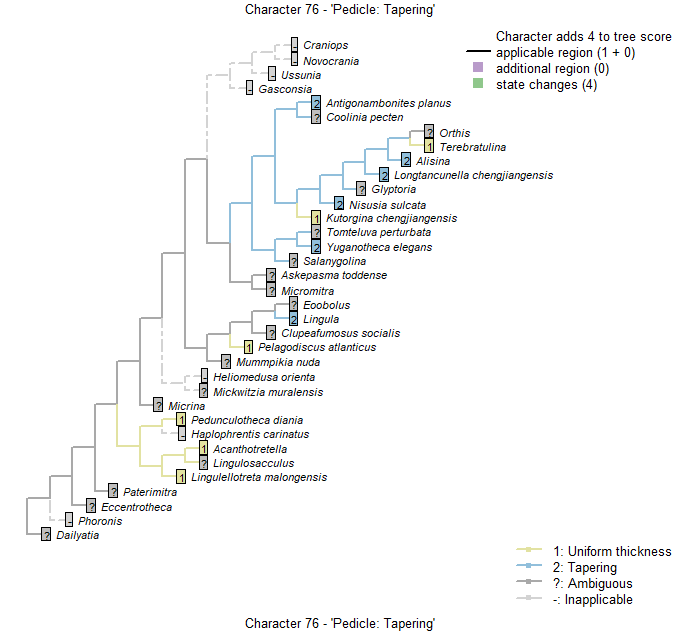 Character 76 - 'Pedicle: Tapering'
Character adds 4 to tree score
applicable region (1 + 0)
additional region (0)
state changes (4)
- Craniops
- Novocrania
- Ussunia
- Gasconsia
2 Antigonambonites planus
? Coolinia pecten
? Orthis
1 Terebratulina
2 Alisina
2 Longtancunella chengjiangensis
? Glyptoria
2 Nisusia sulcata
1 Kutorgina chengjiangensis
? Tomteluva perturbata
2 Yuganotheca elegans
? Salanygolina
? Askepasma toddense
? Micromitra
? Eoobolus
2 Lingula
? Clupeafumosus socialis
1 Pelagodiscus atlanticus
? Mummpikia nuda
- Heliomedusa orienta
? Mickwitzia muralensis
? Micrina
1 Pedunculotheca diania
- Haplophrentis carinatus
1 Acanthotretella
? Lingulosacculus
1 Lingulellotreta malongensis
? Paterimitra
? Eccentrotheca
- Phoronis
? Dailyatia
1: Uniform thickness
2: Tapering
?: Ambiguous
-: Inapplicable
Character 76 - 'Pedicle: Tapering'